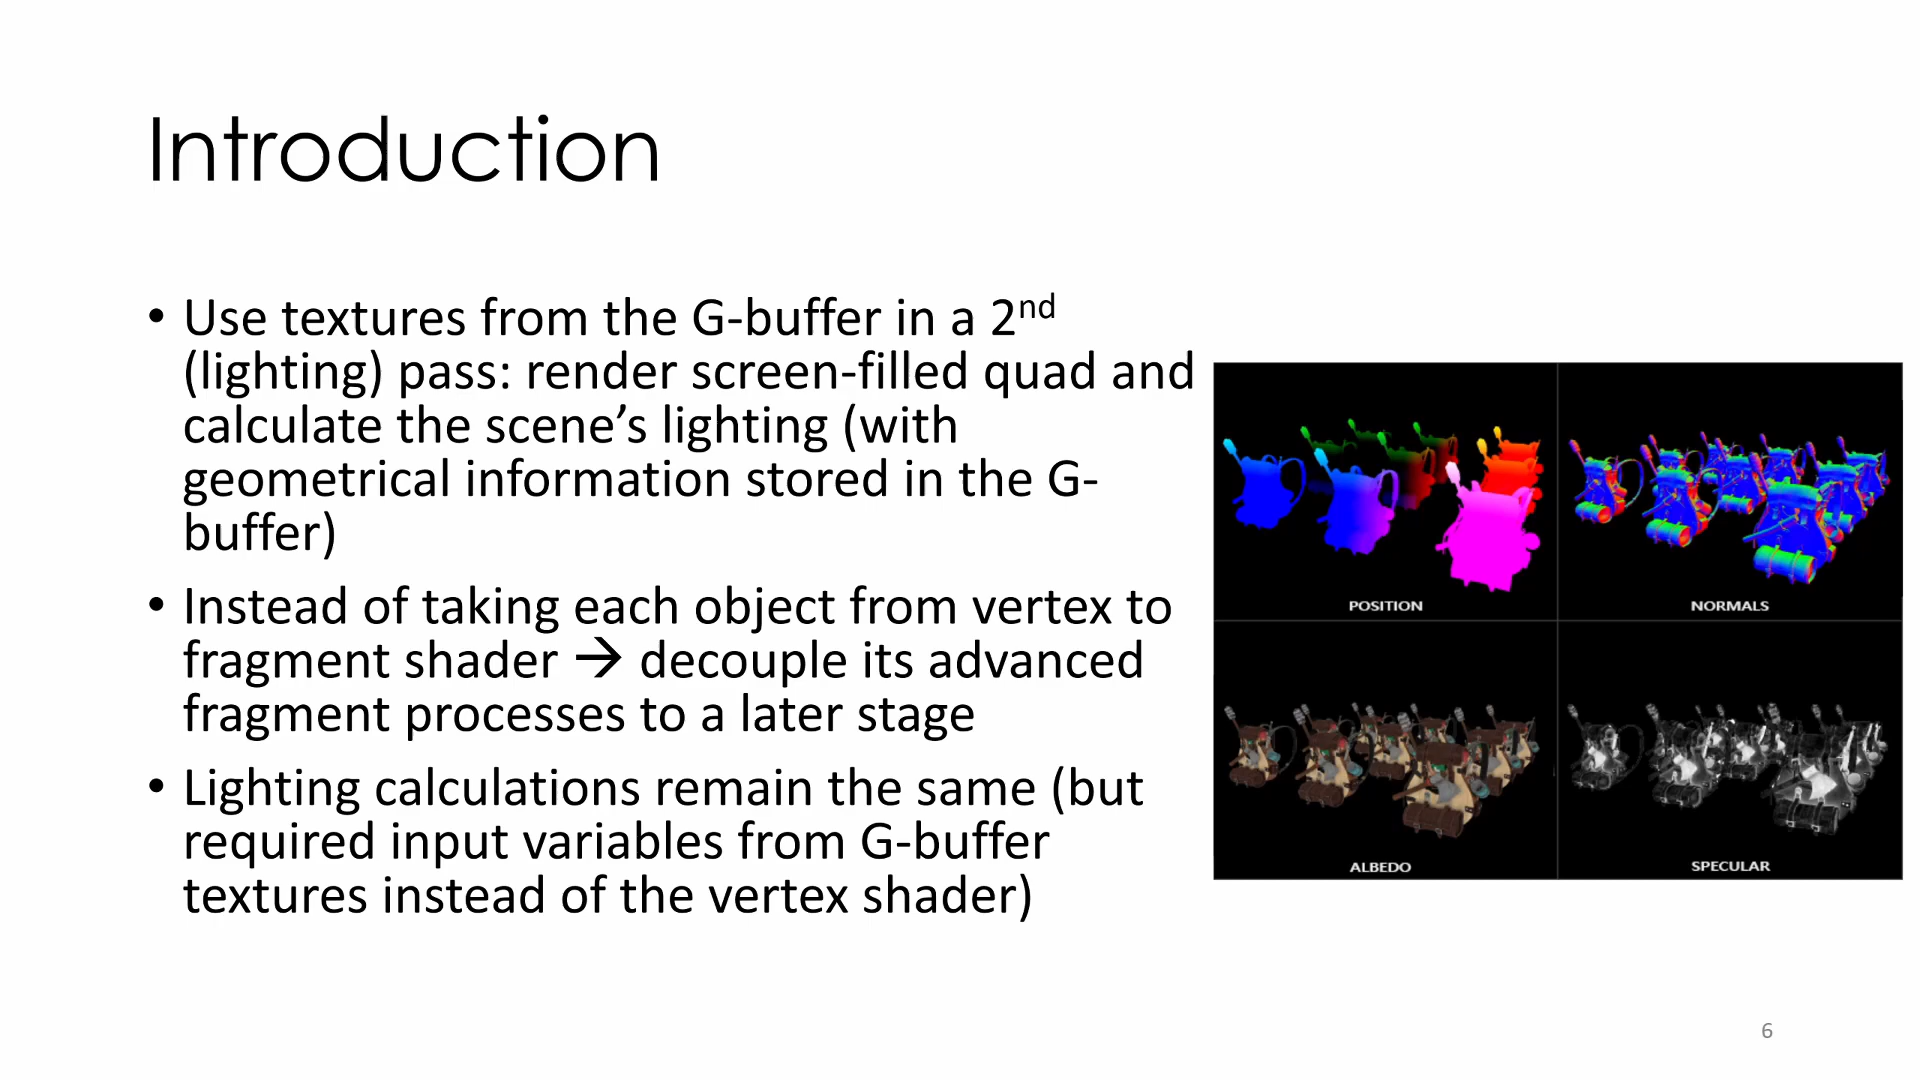 Introduction
• Use textures from the G-buffer in a 2nd
(lighting) pass: render screen-filled quad and
calculate the scene’s lighting (with
geometrical information stored in the G-
buffer)
• Instead of taking each object from vertex to
fragment shader → decouple its advanced
fragment processes to a later stage
• Lighting calculations remain the same (but
required input variables from G-buffer
textures instead of the vertex shader)
POSITION
NORMALS
ALBEDO
SPECULAR
6